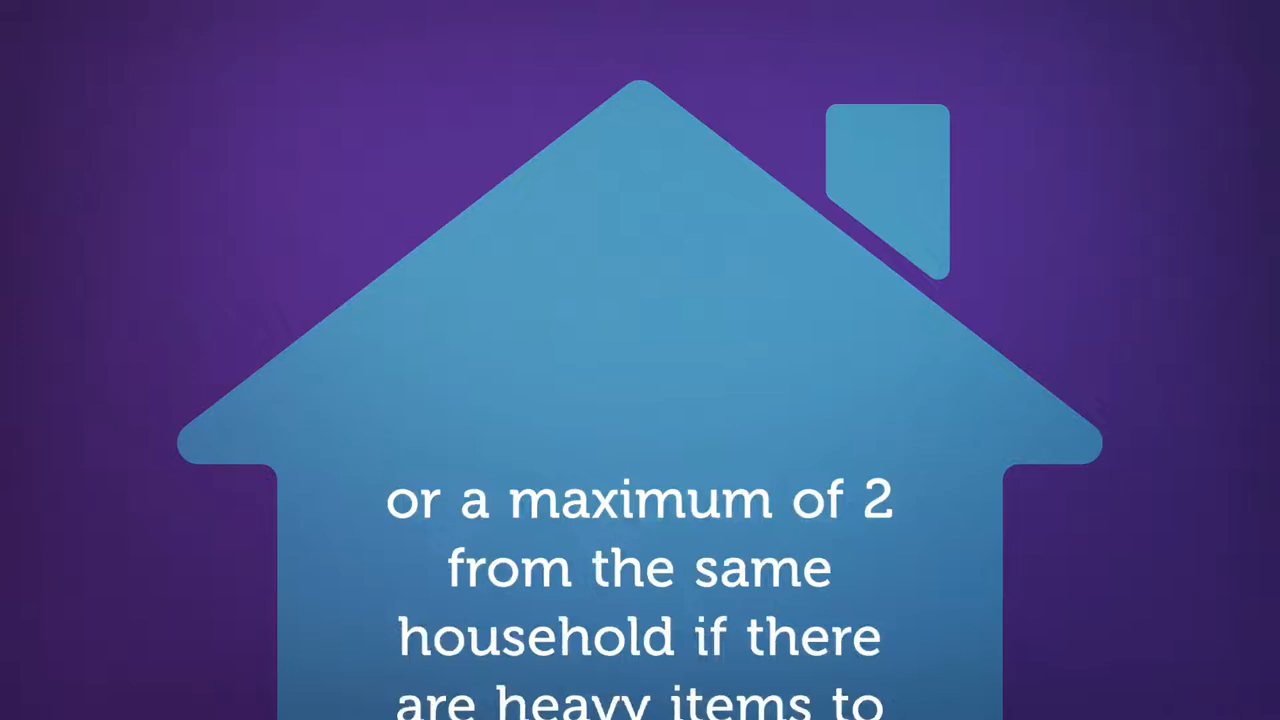 or a maximum of 2
from the same
household if there
are heavy items to